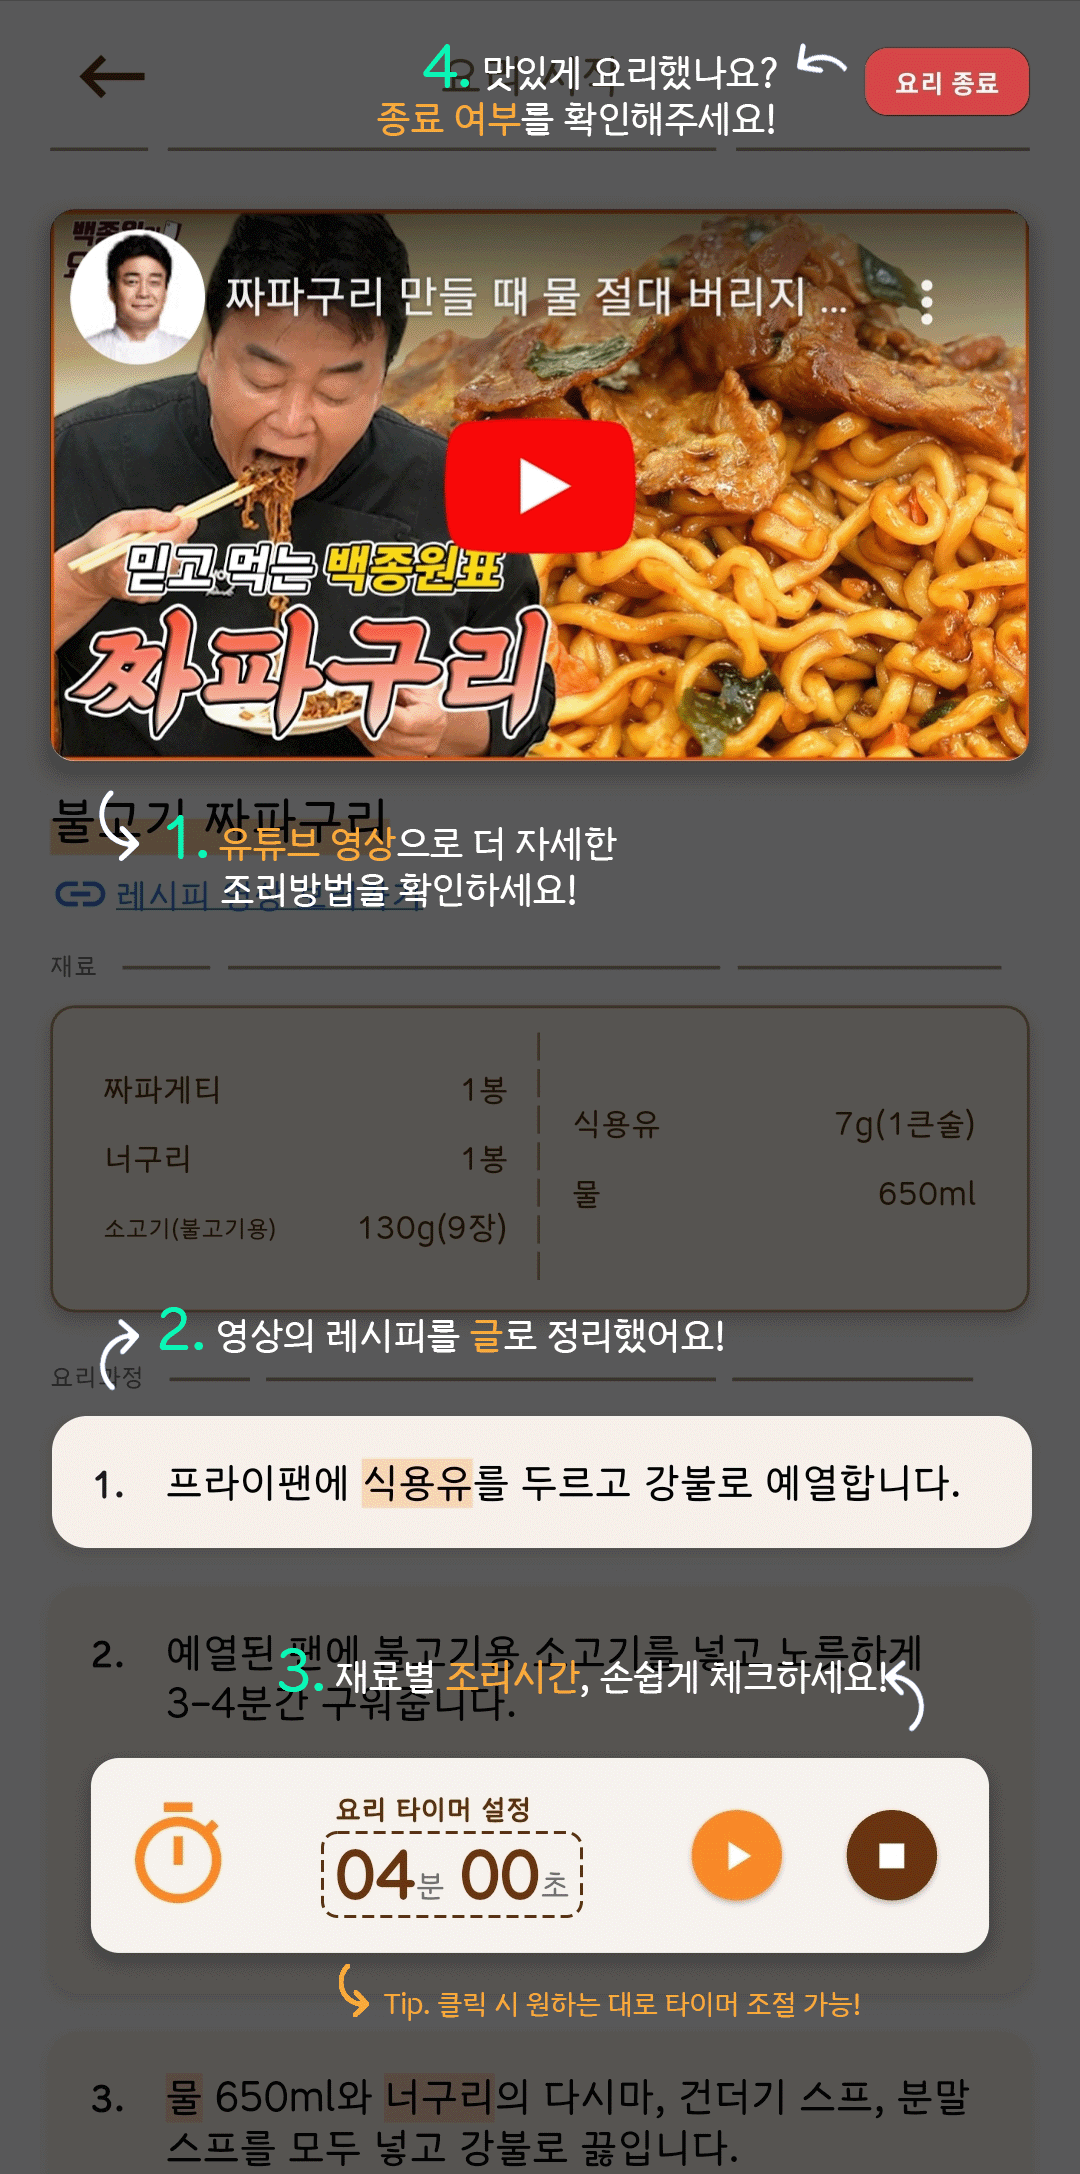 요리 시작
4. 맛있게 요리했나요?
종료 여부를 확인해주세요!
요리 종료
백종원의
짜파구리 만들 때 물 절대 버리지 ...
믿고 먹는 백종원표
짜파구리
불고기 짜파구리
1. 유튜브 영상으로 더 자세한
조리방법을 확인하세요!
레시피 영상
재료
짜파게티 1봉
너구리 1봉
소고기(불고기용) 130g(9장)
식용유 7g(1큰술)
물 650ml
2. 영상의 레시피를 글로 정리했어요!
요리과정
1. 프라이팬에 식용유를 두르고 강불로 예열합니다.
2. 예열된 팬에 불고기용 소고기를 넣고 노릇하게
3-4분간 구워줍니다.
3. 재료별 조리시간, 손쉽게 체크하세요!
요리 타이머 설정
04분 00초
Tip. 클릭 시 원하는 대로 타이머 조절 가능!
3. 물 650ml와 너구리의 다시마, 건더기 스프, 분말
스프를 모두 넣고 강불로 끓입니다.